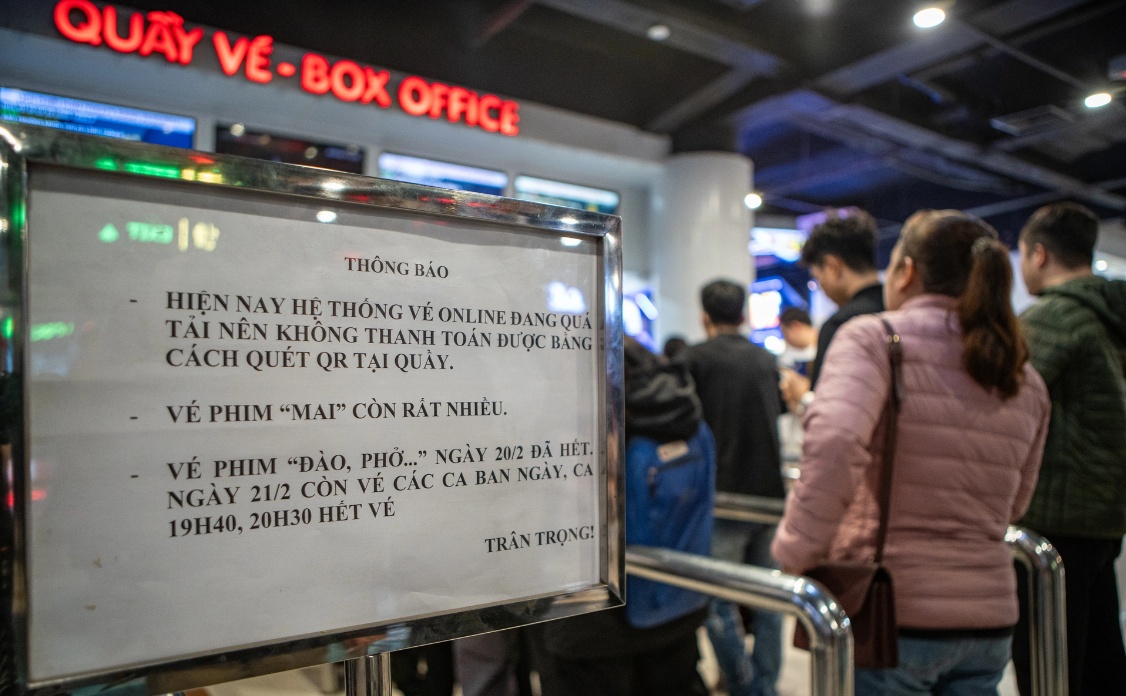 QUẦY VÉ - BOX OFFICE
THÔNG BÁO
- HIỆN NAY HỆ THỐNG VÉ ONLINE ĐANG QUÁ
TẢI NÊN KHÔNG THANH TOÁN ĐƯỢC BẰNG
CÁCH QUÉT QR TẠI QUẦY.
- VÉ PHIM “MAI” CÒN RẤT NHIỀU.
- VÉ PHIM “ĐÀO, PHỞ...” NGÀY 20/2 ĐÃ HẾT.
NGÀY 21/2 CÒN VÉ CÁC CA BAN NGÀY, CA
19H40, 20H30 HẾT VÉ
TRÂN TRỌNG!